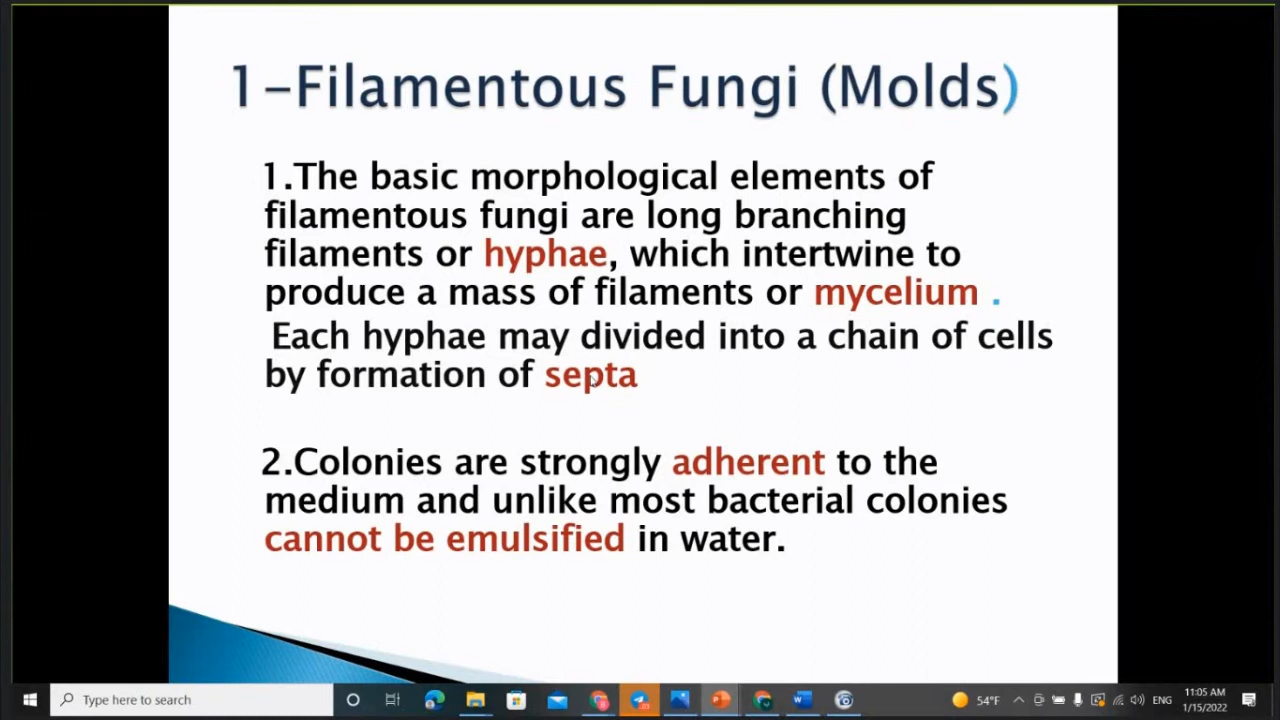 1-Filamentous Fungi (Molds)
1.The basic morphological elements of
filamentous fungi are long branching
filaments or hyphae, which intertwine to
produce a mass of filaments or mycelium .
Each hyphae may divided into a chain of cells
by formation of septa
2.Colonies are strongly adherent to the
medium and unlike most bacterial colonies
cannot be emulsified in water.
Type here to search
54°F
ENG
11:05 AM
1/15/2022